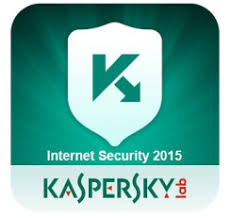 Internet Security 2015
KASPERSKY lab